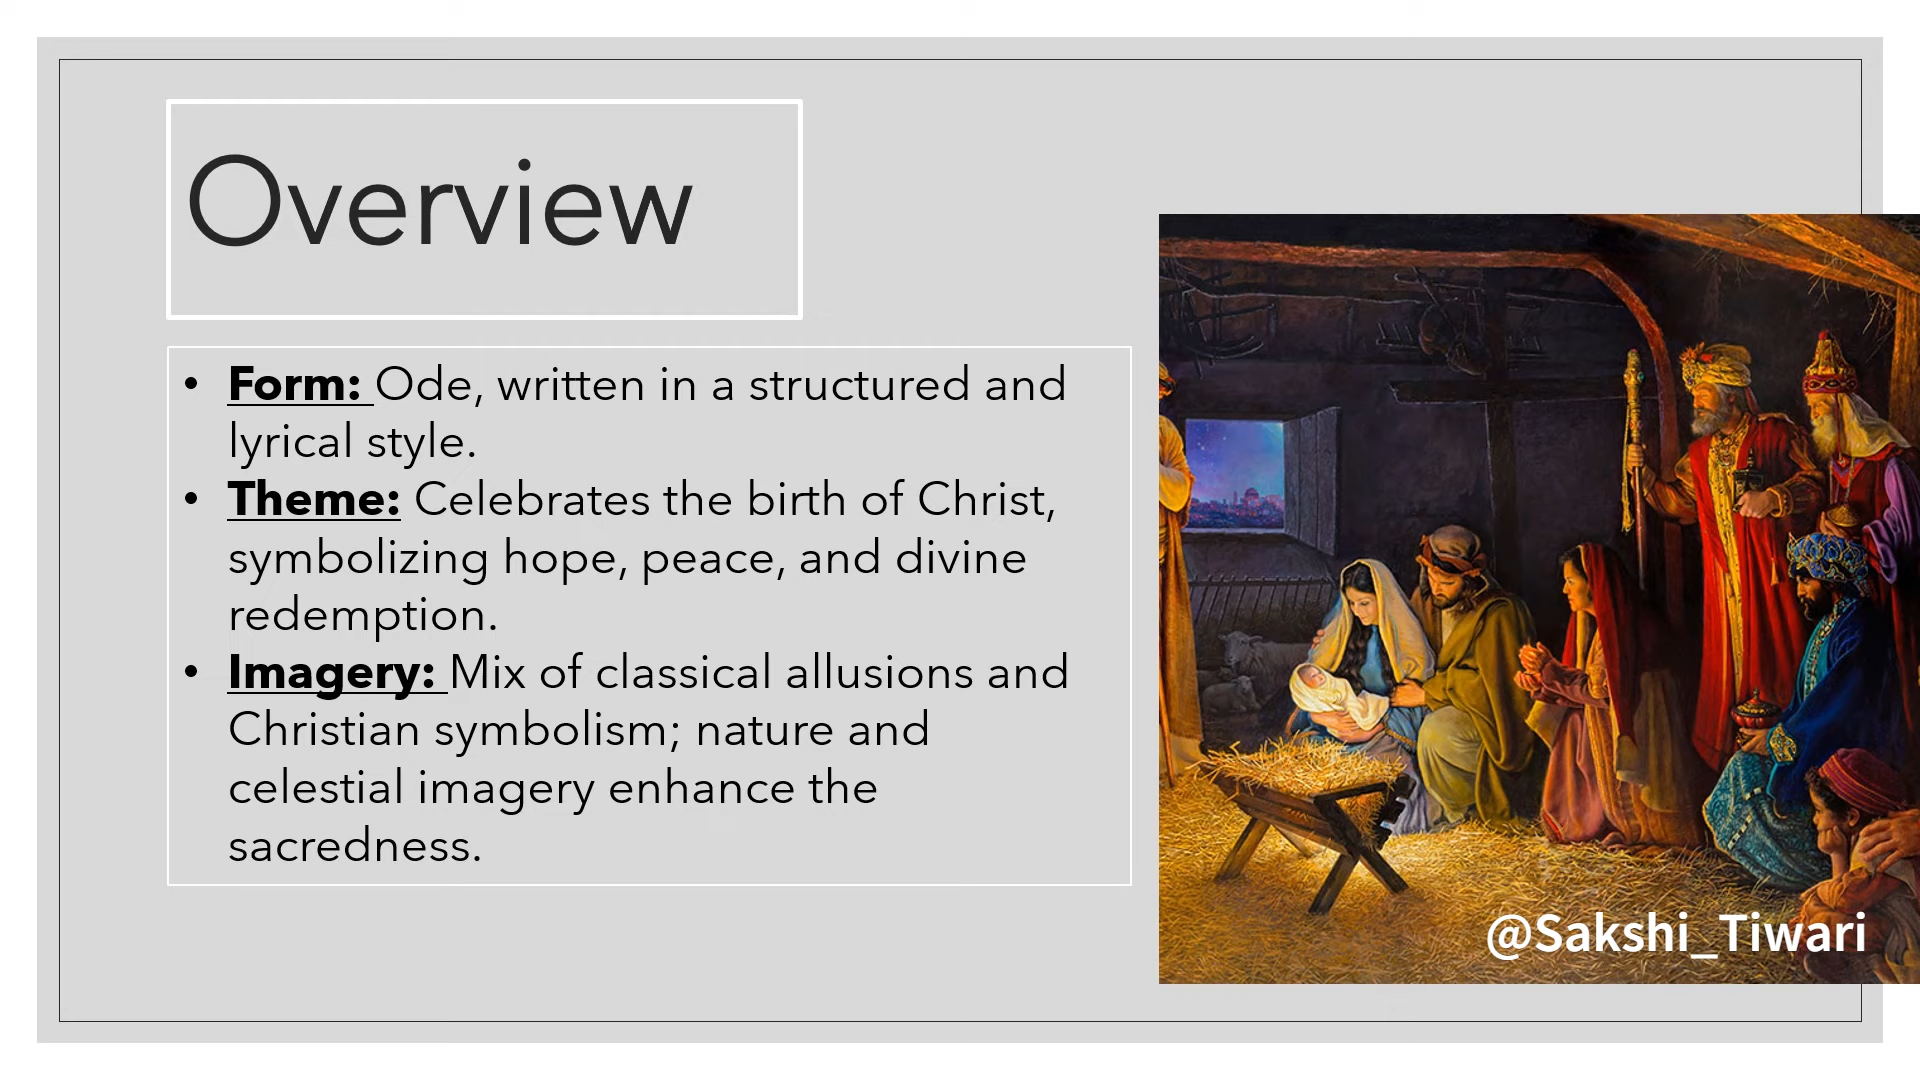 Overview
• Form: Ode, written in a structured and
lyrical style.
• Theme: Celebrates the birth of Christ,
symbolizing hope, peace, and divine
redemption.
• Imagery: Mix of classical allusions and
Christian symbolism; nature and
celestial imagery enhance the
sacredness.
@Sakshi_Tiwari